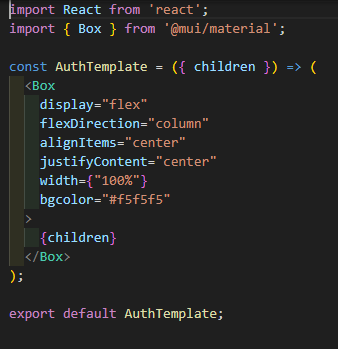 import React from 'react';
import { Box } from '@mui/material';

const AuthTemplate = ({ children }) => (
  <Box
    display="flex"
    flexDirection="column"
    alignItems="center"
    justifyContent="center"
    width={"100%"}
    bgcolor="#f5f5f5"
  >
    {children}
  </Box>
);

export default AuthTemplate;